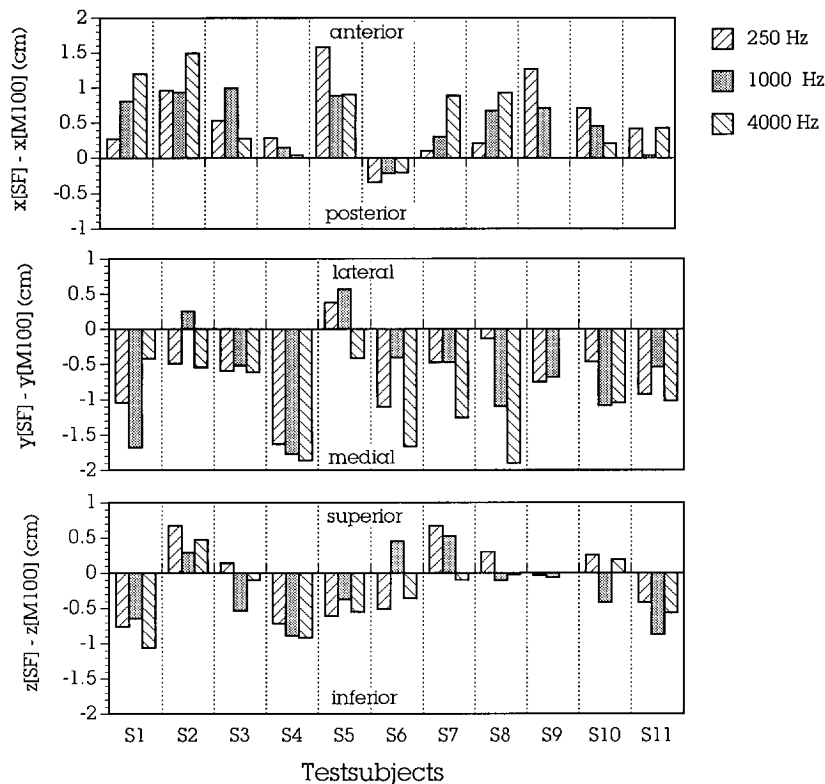 2
1.5
1
0.5
0
-0.5
-1
x[SF] - x[M100] (cm)
anterior
posterior
250 Hz
1000 Hz
4000 Hz
1
0.5
0
-0.5
-1
-1.5
-2
y[SF] - y[M100] (cm)
lateral
medial
1
0.5
0
-0.5
-1
-1.5
-2
z[SF] - z[M100] (cm)
superior
inferior
S1 S2 S3 S4 S5 S6 S7 S8 S9 S10 S11
Testsubjects